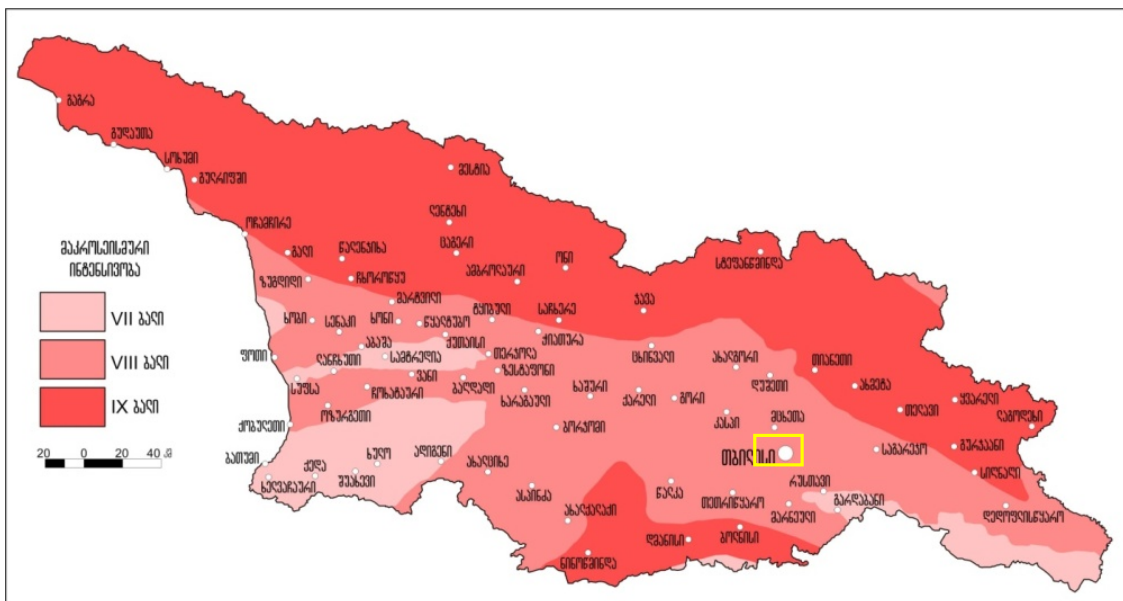 გაგრა
გუდაუთა
სოხუმი
გულრიფში
მესტია
ლენტეხი
ოჩამჩირე
ცაგერი
გალი
წალენჯიხა
ონი
სტეფანწმინდა
ამბროლაური
მაკროსეისმური
ინტენსივობა
ზუგდიდი
ჩხოროწყუ
მარტვილი
ტყიბული
საჩხერე
ჯავა
ხობი
სენაკი
ხონი
წყალტუბო
VII ბალი
აბაშა
ქუთაისი
ჭიათურა
ცხინვალი
ახალგორი
თიანეთი
ფოთი
ლანჩხუთი
სამტრედია
თერჯოლა
ზესტაფონი
VIII ბალი
სუფსა
ჩოხატაური
ვანი
ბაღდადი
ხარაგაული
ხაშური
ქარელი
გორი
დუშეთი
ახმეტა
ყვარელი
თელავი
ლაგოდეხი
IX ბალი
ოზურგეთი
ქობულეთი
ბორჯომი
კასპი
მცხეთა
გურჯაანი
20 0 20 40 კმ
ბათუმი
ქედა
ხულო
ადიგენი
ახალციხე
თბილისი
საგარეჯო
სიღნაღი
ხელვაჩაური
შუახევი
ასპინძა
წალკა
თეთრიწყარო
რუსთავი
გარდაბანი
ახალქალაქი
მარნეული
დედოფლისწყარო
ნინოწმინდა
დმანისი
ბოლნისი